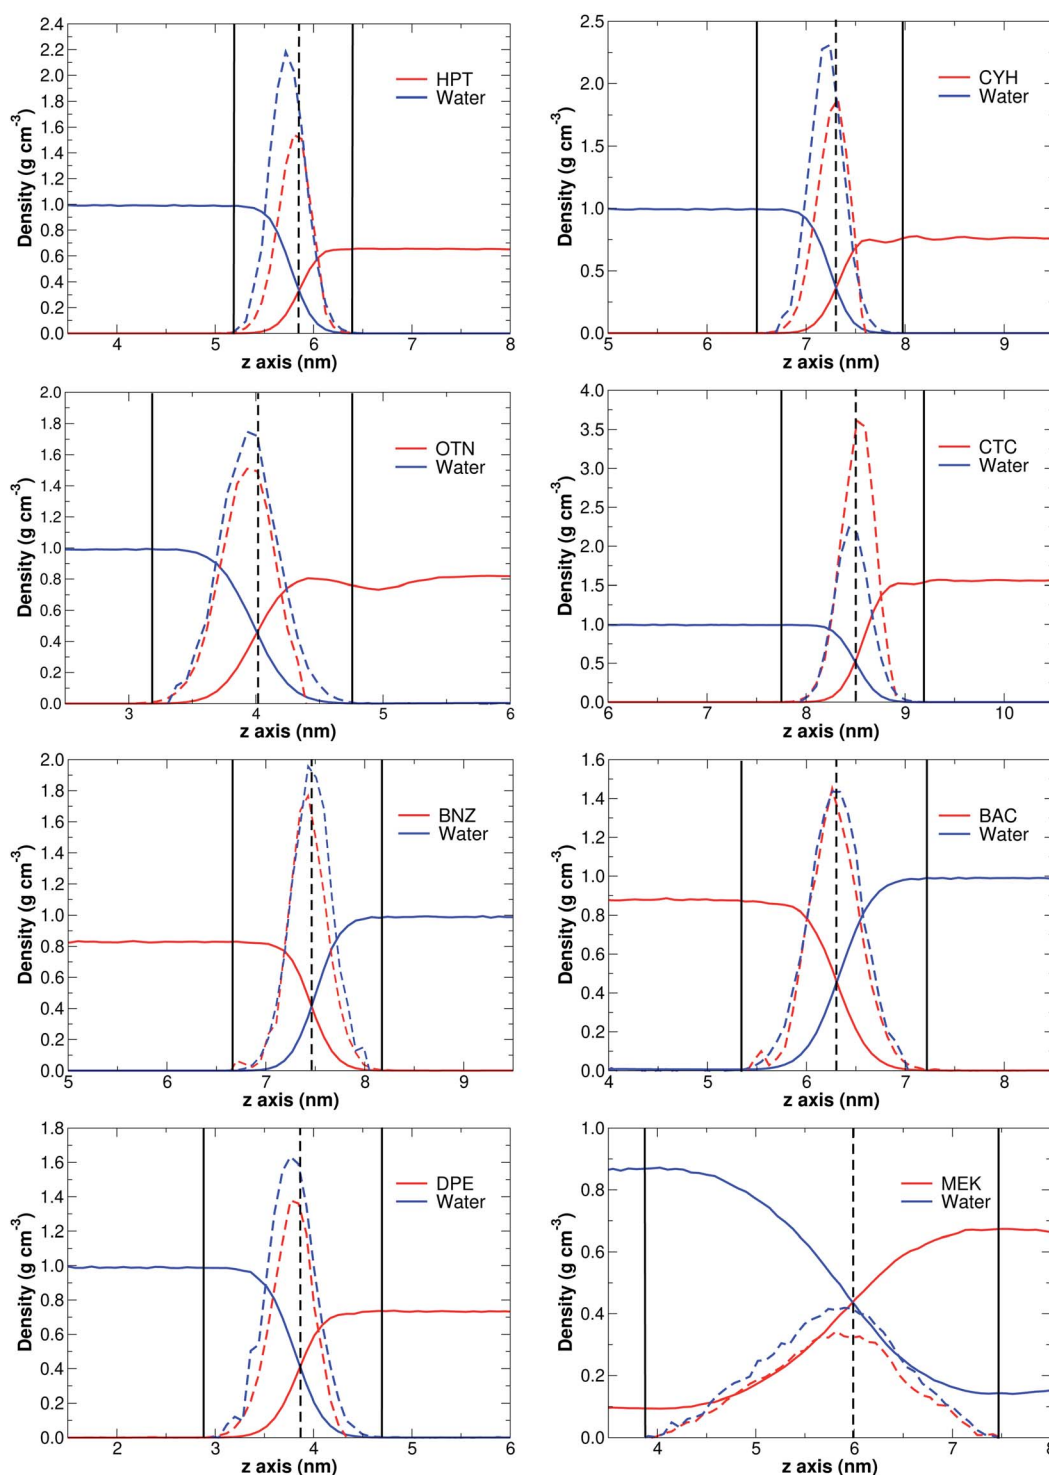 2.4
2.2
2.0
1.8
1.6
1.4
1.2
1.0
0.8
0.6
0.4
0.2
0.0
Density (g cm-3)
HPT
Water
4 5 6 7 8
z axis (nm)
2.5
2.0
1.5
1.0
0.5
0.0
Density (g cm-3)
CYH
Water
5 6 7 8 9
z axis (nm)
2.0
1.8
1.6
1.4
1.2
1.0
0.8
0.6
0.4
0.2
0.0
Density (g cm-3)
OTN
Water
3 4 5 6
z axis (nm)
4.0
3.5
3.0
2.5
2.0
1.5
1.0
0.5
0.0
Density (g cm-3)
CTC
Water
6 7 8 9 10
z axis (nm)
2.0
1.8
1.6
1.4
1.2
1.0
0.8
0.6
0.4
0.2
0.0
Density (g cm-3)
BNZ
Water
5 6 7 8 9
z axis (nm)
1.6
1.4
1.2
1.0
0.8
0.6
0.4
0.2
0.0
Density (g cm-3)
BAC
Water
4 5 6 7 8
z axis (nm)
1.8
1.6
1.4
1.2
1.0
0.8
0.6
0.4
0.2
0.0
Density (g cm-3)
DPE
Water
2 3 4 5 6
z axis (nm)
1.0
0.8
0.6
0.4
0.2
0.0
Density (g cm-3)
MEK
Water
4 5 6 7 8
z axis (nm)